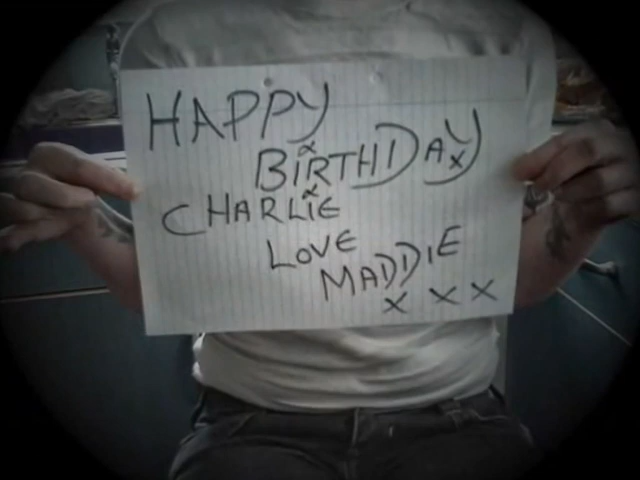 HAPPY
BIRTHDAY
x
x
x
CHARLIE
LOVE
MADDIE
x x x